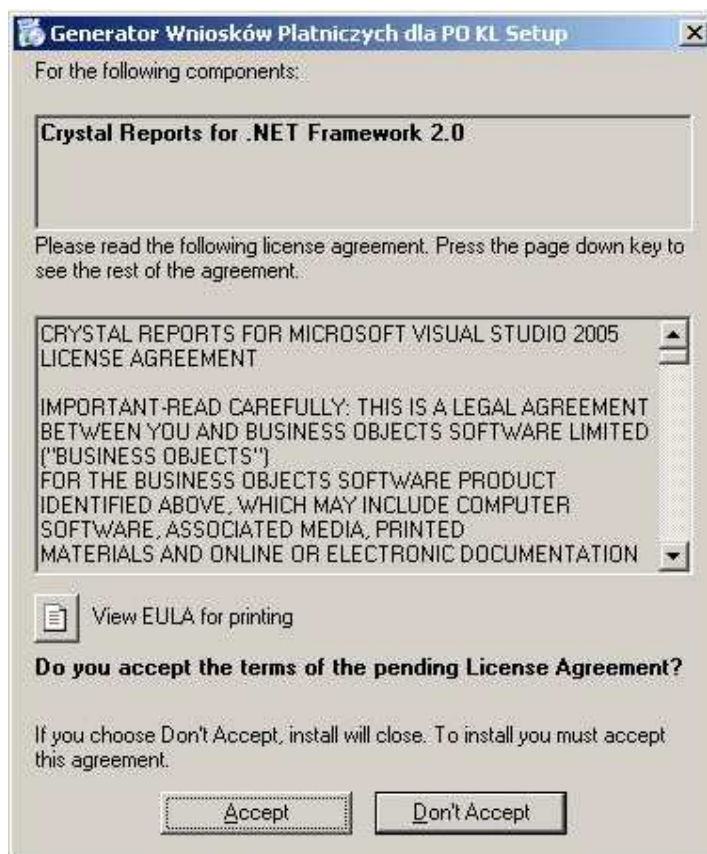 Generator Wniosków Płatniczych dla PO KL Setup
For the following components:
Crystal Reports for .NET Framework 2.0
Please read the following license agreement. Press the page down key to
see the rest of the agreement.
CRYSTAL REPORTS FOR MICROSOFT VISUAL STUDIO 2005
LICENSE AGREEMENT
IMPORTANT-READ CAREFULLY: THIS IS A LEGAL AGREEMENT
BETWEEN YOU AND BUSINESS OBJECTS SOFTWARE LIMITED
("BUSINESS OBJECTS")
FOR THE BUSINESS OBJECTS SOFTWARE PRODUCT
IDENTIFIED ABOVE, WHICH MAY INCLUDE COMPUTER
SOFTWARE, ASSOCIATED MEDIA, PRINTED
MATERIALS AND ONLINE OR ELECTRONIC DOCUMENTATION
View EULA for printing
Do you accept the terms of the pending License Agreement?
If you choose Don't Accept, install will close. To install you must accept
this agreement.
Accept
Don't Accept